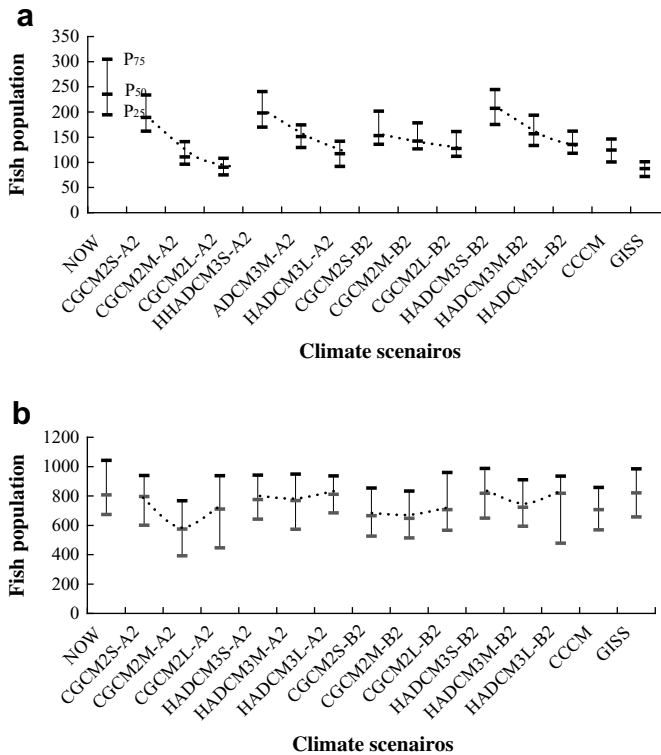 a
350
300
250
200
150
100
50
0
Fish population
P75
P50
P25
NOW
CGCM2S-A2
CGCM2M-A2
CGCM2L-A2
HHADCM3S-A2
ADCM3M-A2
HADCM3L-A2
CGCM2S-B2
CGCM2M-B2
CGCM2L-B2
HADCM3S-B2
HADCM3M-B2
HADCM3L-B2
CCCM
GISS
Climate scenairos
b
1200
1000
800
600
400
200
0
Fish population
NOW
CGCM2S-A2
CGCM2M-A2
CGCM2L-A2
HADCM3S-A2
HADCM3M-A2
HADCM3L-A2
CGCM2S-B2
CGCM2M-B2
CGCM2L-B2
HADCM3S-B2
HADCM3M-B2
HADCM3L-B2
CCCM
GISS
Climate scenairos